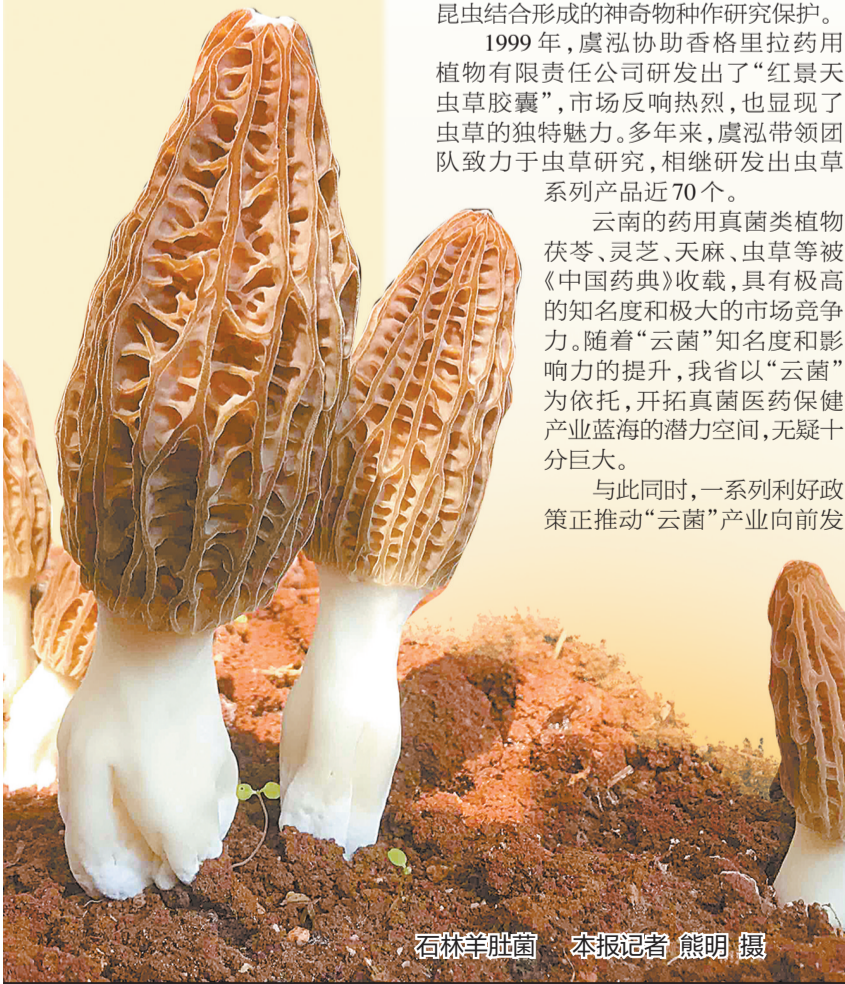 昆虫结合形成的神奇物种作研究保护。
1999年，虞泓协助香格里拉药用
植物有限责任公司研发出了“红景天
虫草胶囊”，市场反响热烈，也显现了
虫草的独特魅力。多年来，虞泓带领团
队致力于虫草研究，相继研发出虫草
系列产品近70个。
云南的药用真菌类植物
茯苓、灵芝、天麻、虫草等被
《中国药典》收载，具有极高
的知名度和极大的市场竞争
力。随着“云菌”知名度和影
响力的提升，我省以“云菌”
为依托，开拓真菌医药保健
产业蓝海的潜力空间，无疑十
分巨大。
与此同时，一系列利好政
策正推动“云菌”产业向前发
石林羊肚菌 本报记者 熊明 摄